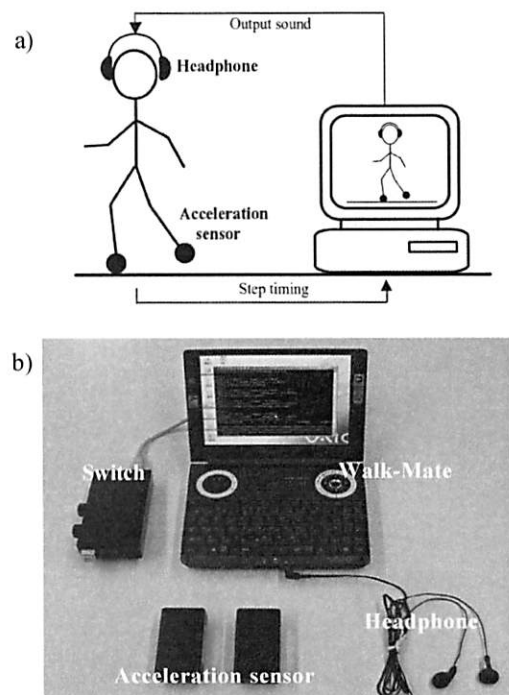 a)
Output sound
Headphone
Acceleration
sensor
Step timing
b)
Switch
Walk-Mate
Headphone
Acceleration sensor